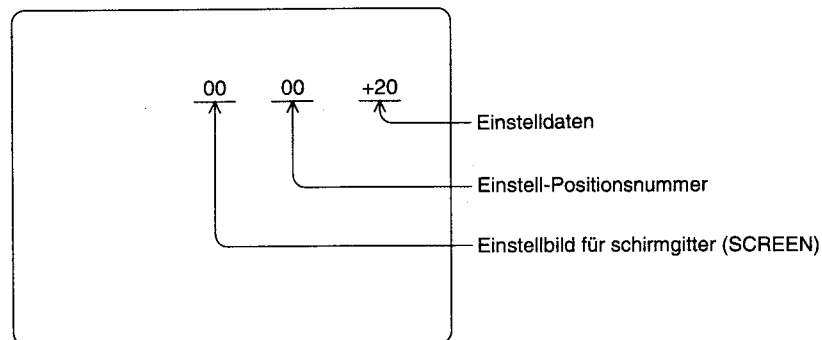 00 00 +20
Einstelldaten
Einstell-Positionsnummer
Einstellbild für schirmgitter (SCREEN)